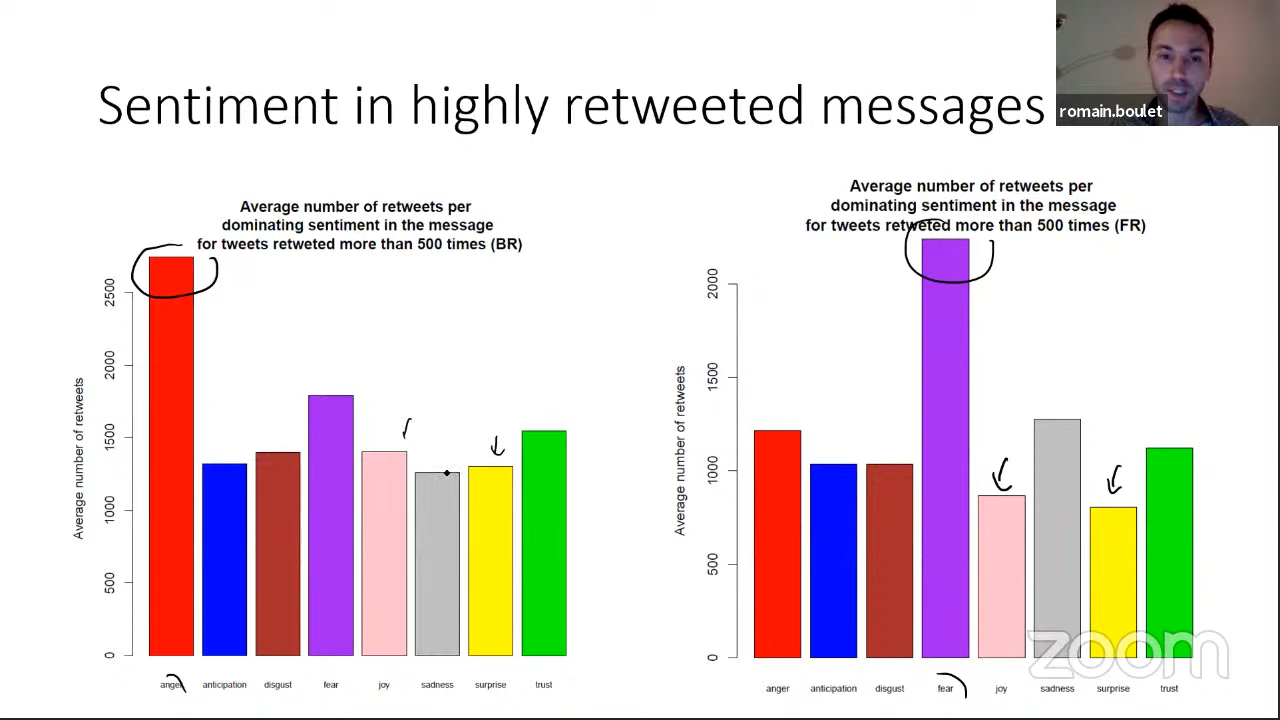 Sentiment in highly retweeted messages
romain.boulet
Average number of retweets per
dominating sentiment in the message
for tweets retweted more than 500 times (BR)
Average number of retweets
2500
2000
1500
1000
500
0
anger
anticipation
disgust
fear
joy
sadness
surprise
trust
Average number of retweets per
dominating sentiment in the message
for tweets retweted more than 500 times (FR)
Average number of retweets
2000
1500
1000
500
0
anger
anticipation
disgust
fear
joy
sadness
surprise
trust
zoom